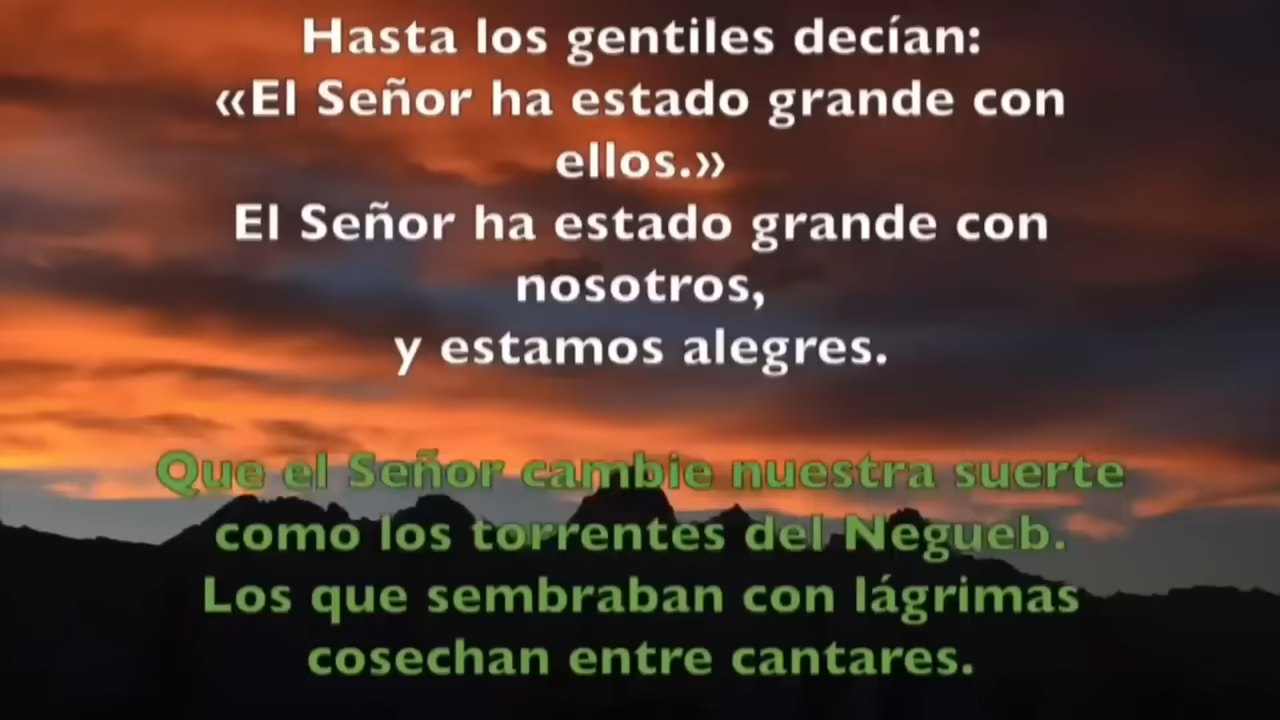 Hasta los gentiles decían:
«El Señor ha estado grande con
ellos.»
El Señor ha estado grande con
nosotros,
y estamos alegres.
Que el Señor cambie nuestra suerte
como los torrentes del Negueb.
Los que sembraban con lágrimas
cosechan entre cantares.